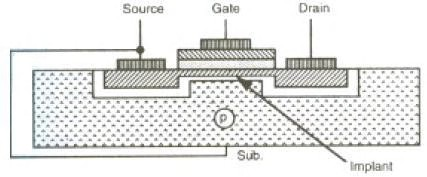 Source Gate Drain
p
Sub.
Implant